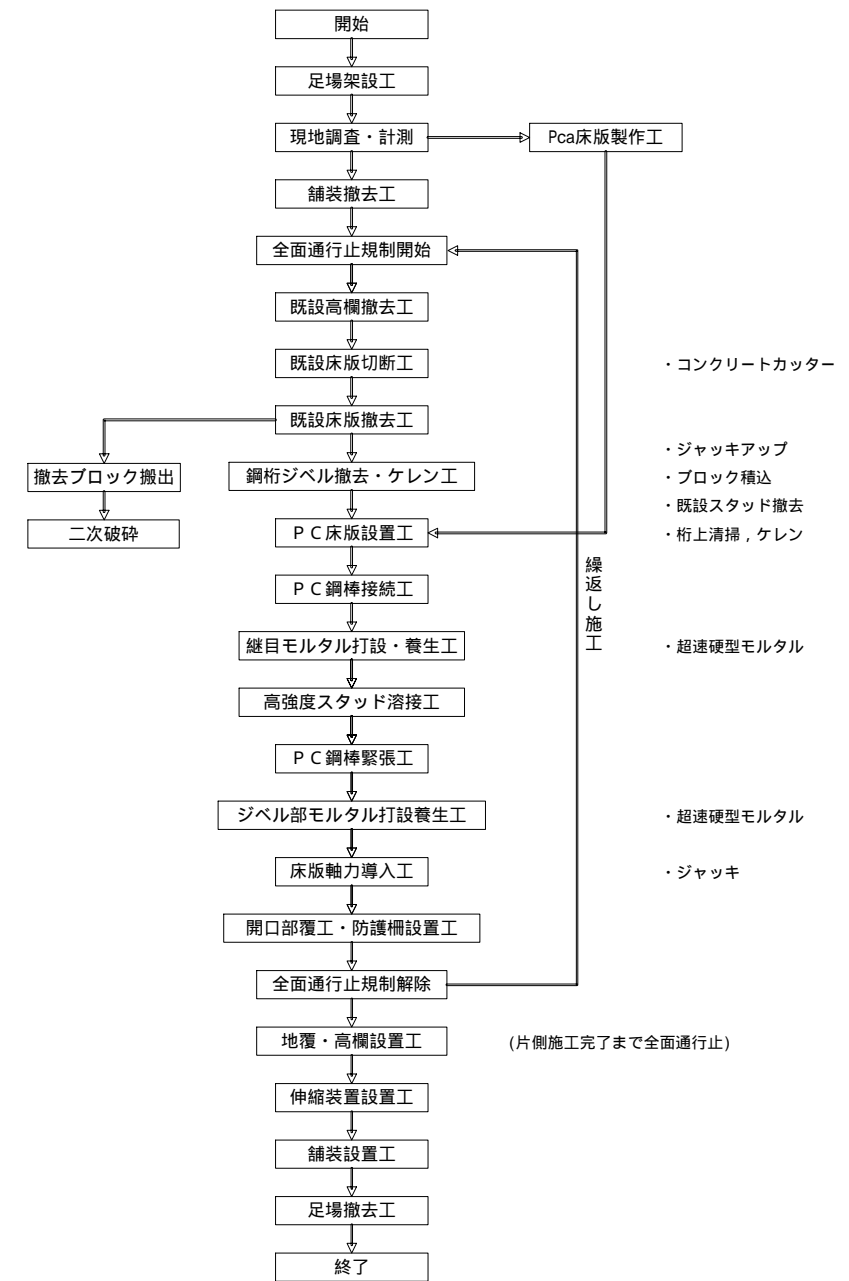 開始
足場架設工
現地調査・計測
Pca床版製作工
舗装撤去工
全面通行止規制開始
既設高欄撤去工
既設床版切断工
・コンクリートカッター
既設床版撤去工
・ジャッキアップ
撤去ブロック搬出
鋼桁ジベル撤去・ケレン工
・ブロック積込
・既設スタッド撤去
二次破砕
ＰＣ床版設置工
・桁上清掃，ケレン
繰返し施工
ＰＣ鋼棒接続工
継目モルタル打設・養生工
・超速硬型モルタル
高強度スタッド溶接工
ＰＣ鋼棒緊張工
ジベル部モルタル打設養生工
・超速硬型モルタル
床版軸力導入工
・ジャッキ
開口部覆工・防護柵設置工
全面通行止規制解除
地覆・高欄設置工
(片側施工完了まで全面通行止)
伸縮装置設置工
舗装設置工
足場撤去工
終了